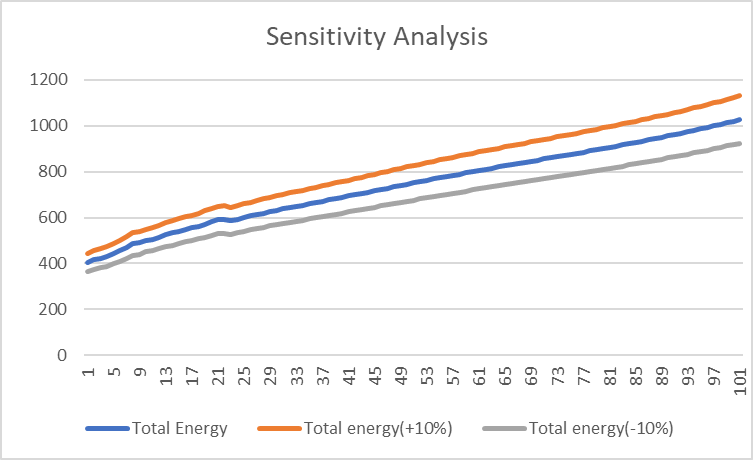 Sensitivity Analysis
1200
1000
800
600
400
200
0
1 5 9 13 17 21 25 29 33 37 41 45 49 53 57 61 65 69 73 77 81 85 89 93 97 101
Total Energy Total energy(+10%) Total energy(-10%)